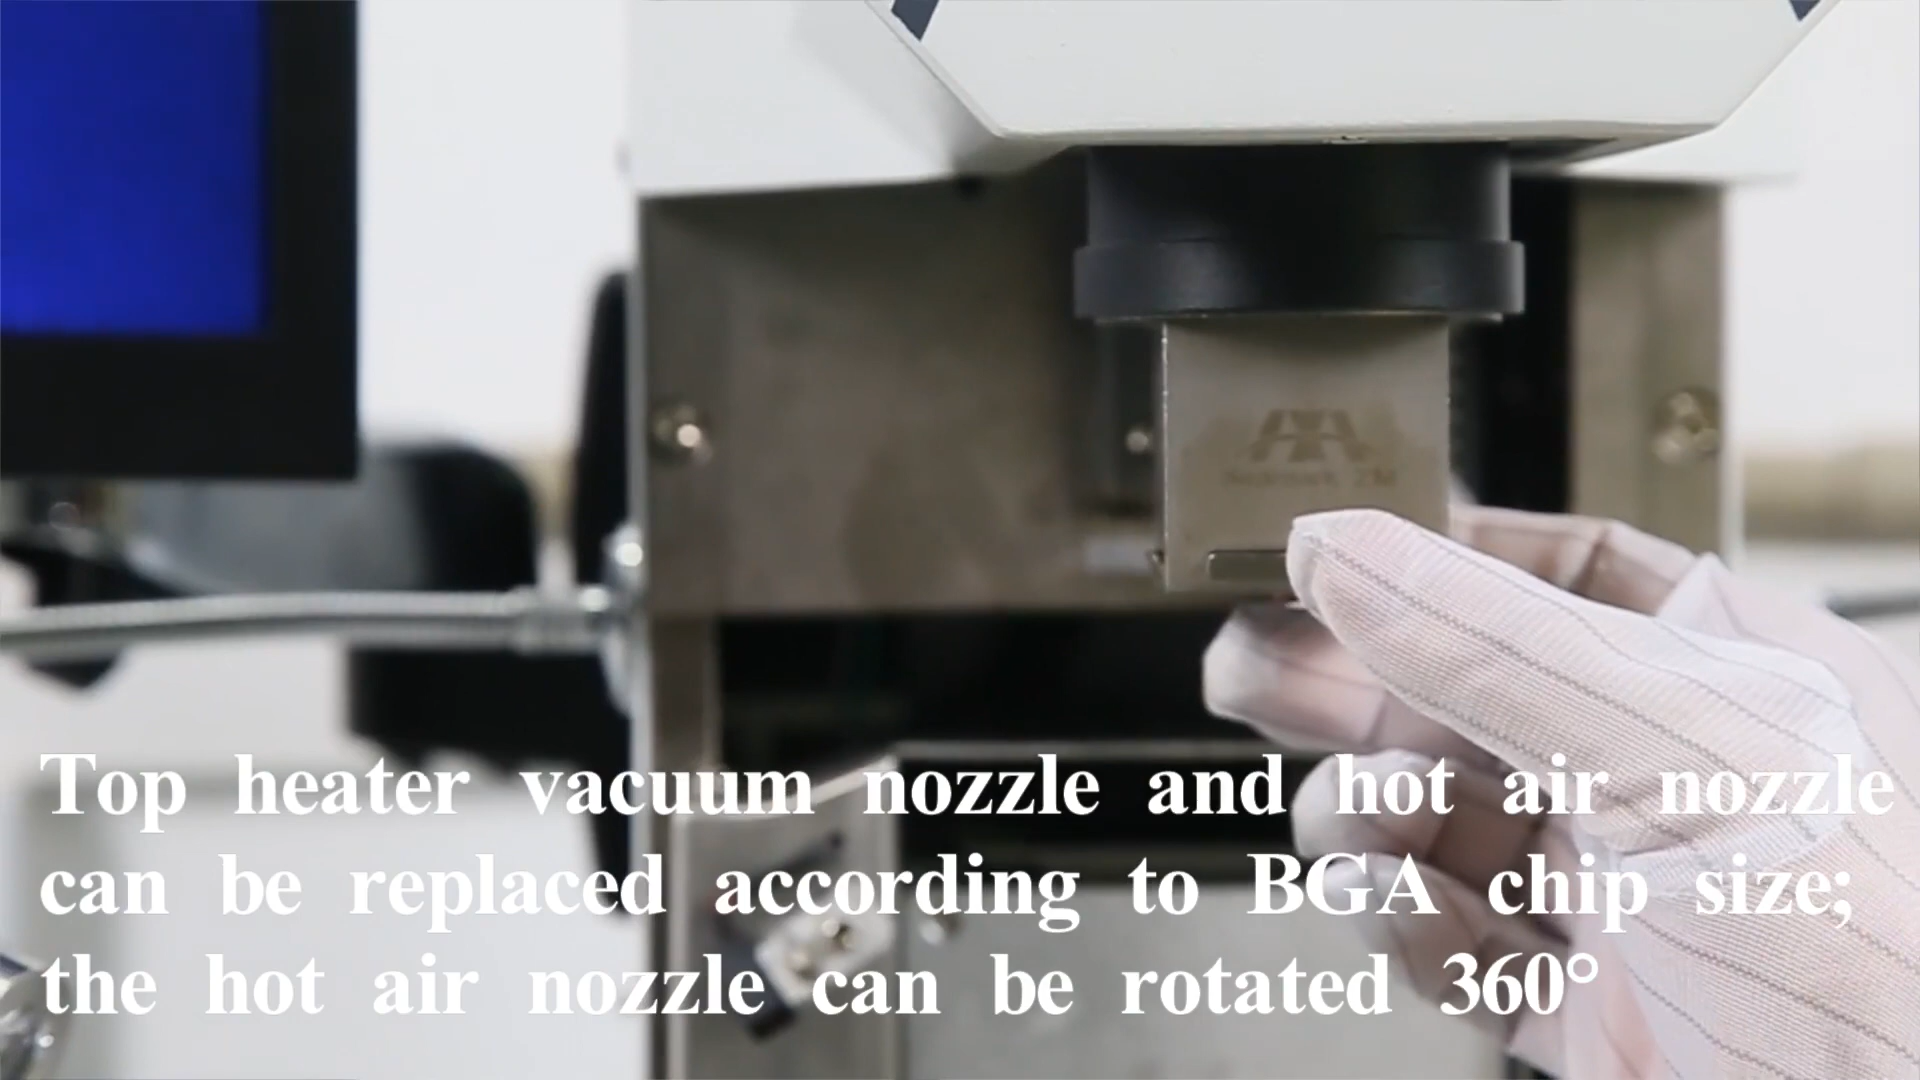 Top heater vacuum nozzle and hot air nozzle
can be replaced according to BGA chip size;
the hot air nozzle can be rotated 360°